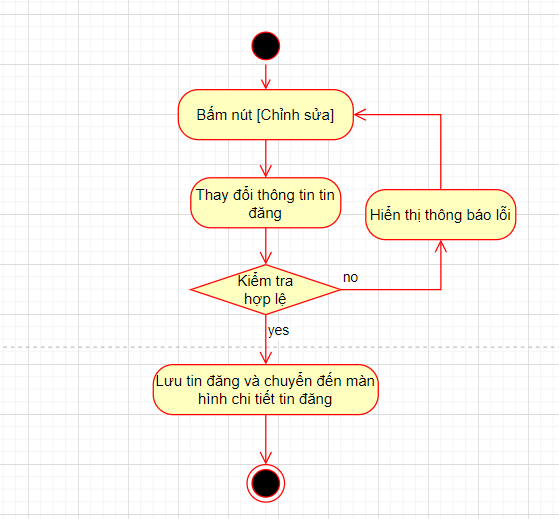 Bấm nút [Chỉnh sửa]
Thay đổi thông tin tin
đăng
Hiển thị thông báo lỗi
Kiểm tra
hợp lệ
no
yes
Lưu tin đăng và chuyển đến màn
hình chi tiết tin đăng